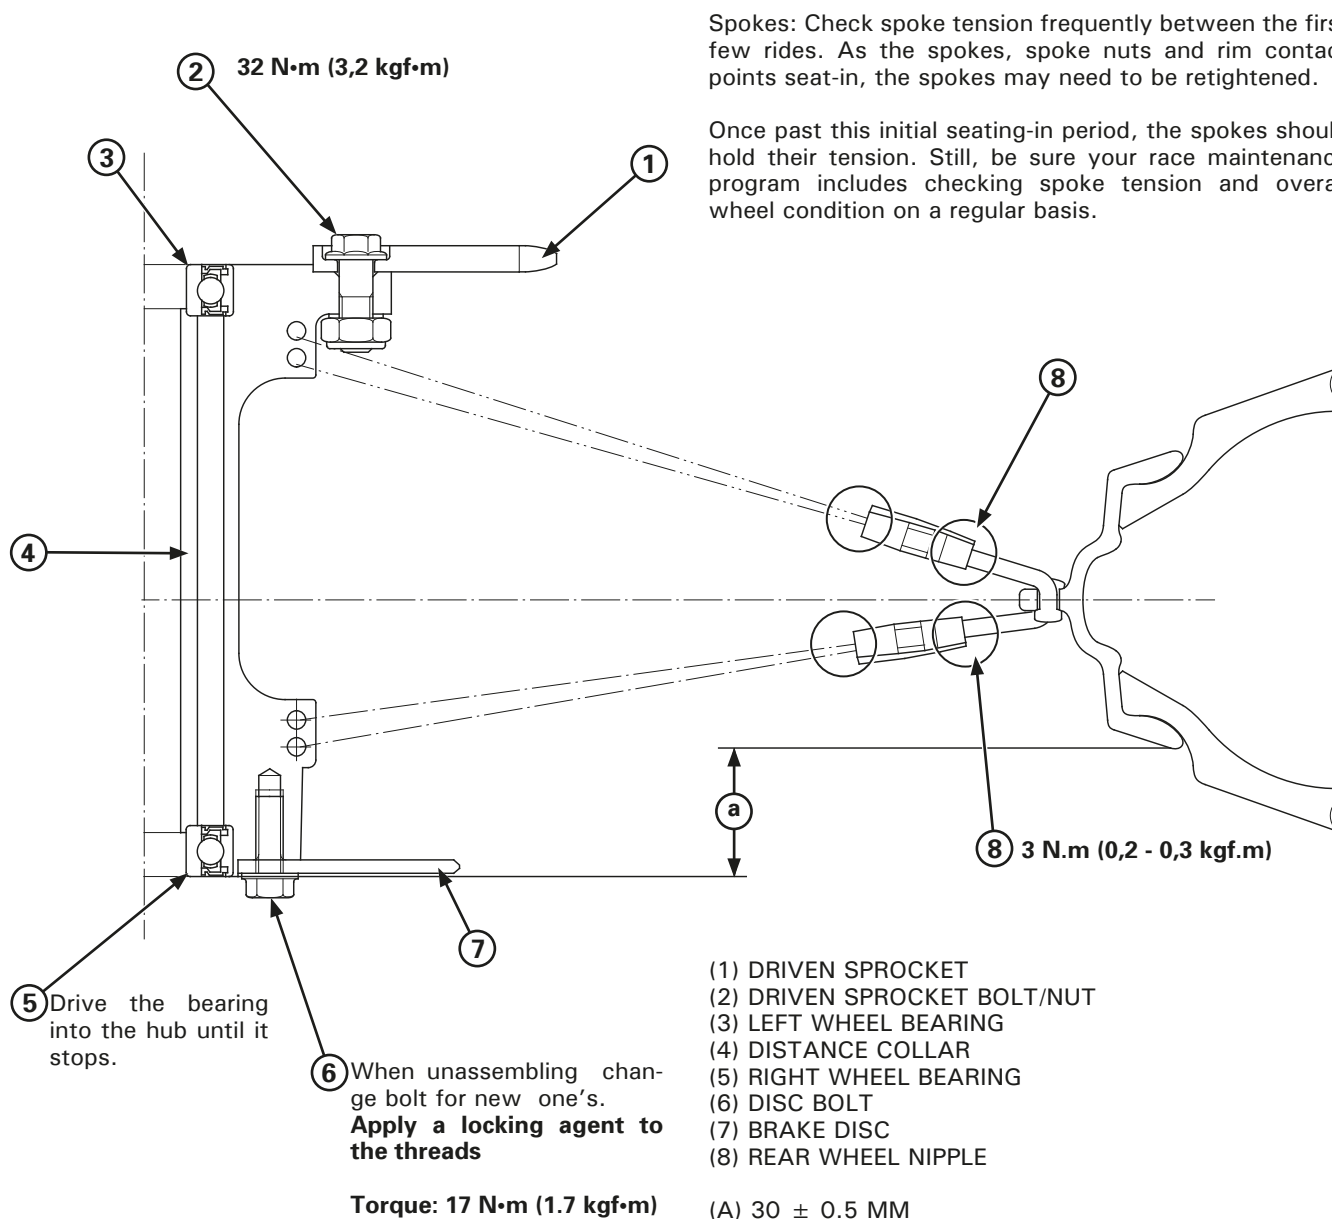 Spokes: Check spoke tension frequently between the firs
few rides. As the spokes, spoke nuts and rim contac
points seat-in, the spokes may need to be retightened.
Once past this initial seating-in period, the spokes shoul
hold their tension. Still, be sure your race maintenanc
program includes checking spoke tension and overa
wheel condition on a regular basis.
2 32 N•m (3,2 kgf•m)
3
1
8
4
a
8 3 N.m (0,2 - 0,3 kgf.m)
7
5 Drive the bearing
into the hub until it
stops.
6 When unassembling chan-
ge bolt for new one's.
Apply a locking agent to
the threads
Torque: 17 N•m (1.7 kgf•m)
(1) DRIVEN SPROCKET
(2) DRIVEN SPROCKET BOLT/NUT
(3) LEFT WHEEL BEARING
(4) DISTANCE COLLAR
(5) RIGHT WHEEL BEARING
(6) DISC BOLT
(7) BRAKE DISC
(8) REAR WHEEL NIPPLE
(A) 30 ± 0.5 MM